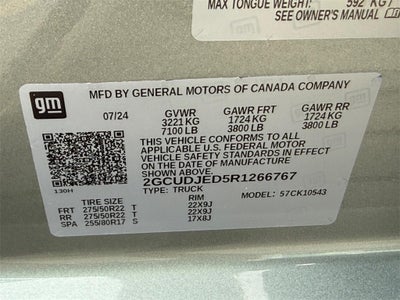 MAX TONGUE WEIGHT: 592 KG /
SEE OWNER'S MANUAL
gm
MFD BY GENERAL MOTORS OF CANADA COMPANY
07/24 GVWR GAWR FRT GAWR RR
3221 KG 1724 KG 1724 KG
7100 LB 3800 LB 3800 LB
THIS VEHICLE CONFORMS TO ALL APPLICABLE U.S. FEDERAL MOTOR
VEHICLE SAFETY STANDARDS IN EFFECT
ON THE DATE OF MANUFACTURE
SHOWN ABOVE.
2GCUDJED5R1266767
130H TYPE: TRUCK 57CK10543
TIRE SIZE RIM
FRT 275/50R22 T 22X9J
RR 275/50R22 T 22X9J
SPA 255/80R17 S 17X8J